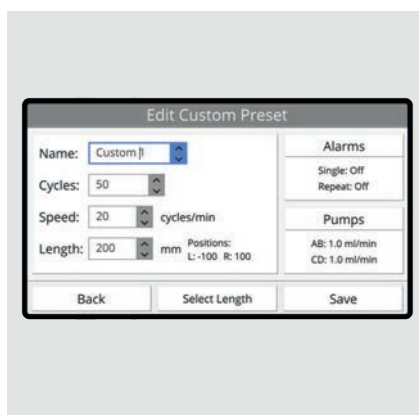 Edit Custom Preset
Name: Custom 1
Cycles: 50
Speed: 20 cycles/min
Length: 200 mm Positions:
L: -100 R: 100
Alarms
Single: Off
Repeat: Off
Pumps
AB: 1.0 ml/min
CD: 1.0 ml/min
Back
Select Length
Save